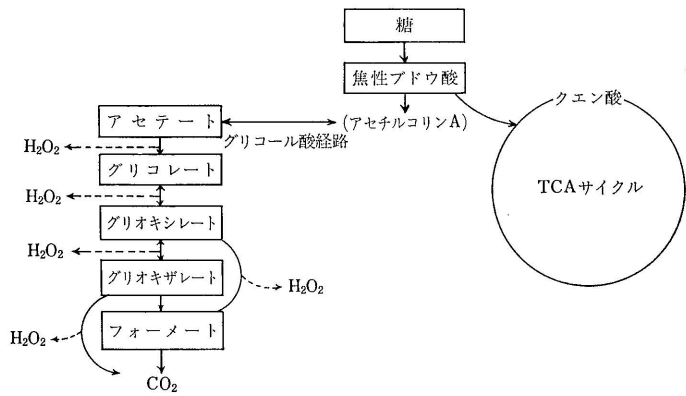 糖
焦性ブドウ酸
クエン酸
アセテート
(アセチルコリンA)
グリコール酸経路
H₂O₂
グリコレート
TCAサイクル
H₂O₂
グリオキシレート
H₂O₂
グリオキザレート
H₂O₂
フォーメート
H₂O₂
CO₂